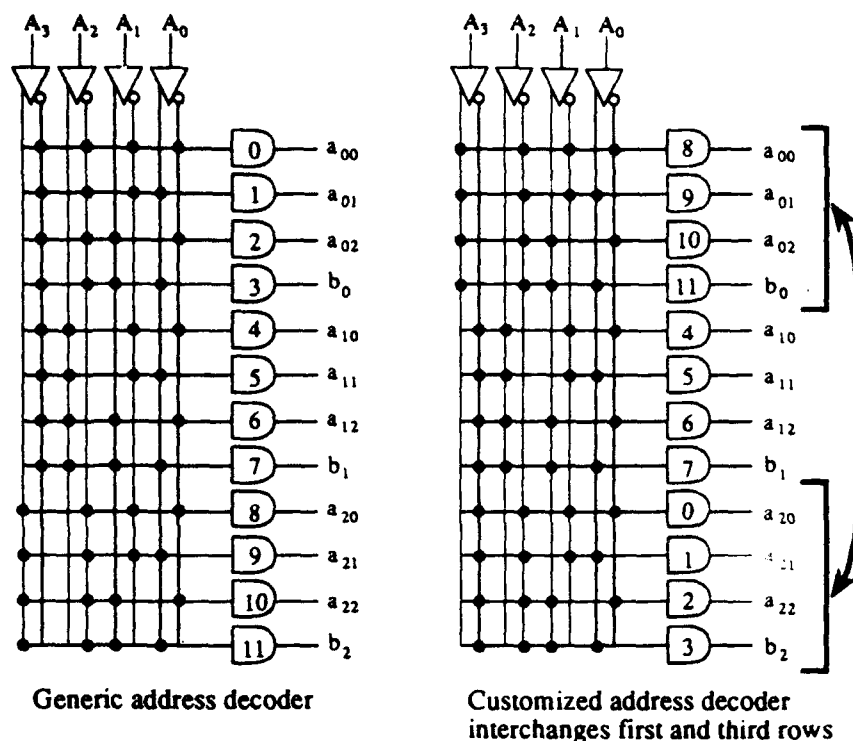 A₃ A₂ A₁ A₀
0 a₀₀
1 a₀₁
2 a₀₂
3 b₀
4 a₁₀
5 a₁₁
6 a₁₂
7 b₁
8 a₂₀
9 a₂₁
10 a₂₂
11 b₂
Generic address decoder
A₃ A₂ A₁ A₀
8 a₀₀
9 a₀₁
10 a₀₂
11 b₀
4 a₁₀
5 a₁₁
6 a₁₂
7 b₁
0 a₂₀
1
2 a₂₂
3 b₂
Customized address decoder
interchanges first and third rows